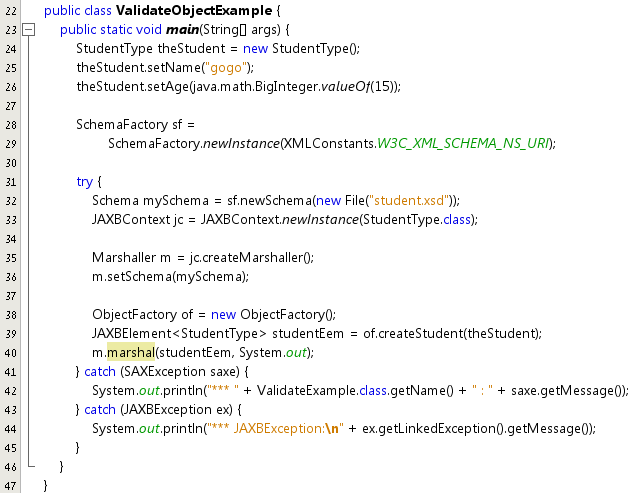 22 public class ValidateObjectExample {
23 public static void main(String[] args) {
24 StudentType theStudent = new StudentType();
25 theStudent.setName("gogo");
26 theStudent.setAge(java.math.BigInteger.valueOf(15));
27
28 SchemaFactory sf =
29 SchemaFactory.newInstance(XMLConstants.W3C_XML_SCHEMA_NS_URI);
30
31 try {
32 Schema mySchema = sf.newSchema(new File("student.xsd"));
33 JAXBContext jc = JAXBContext.newInstance(StudentType.class);
34
35 Marshaller m = jc.createMarshaller();
36 m.setSchema(mySchema);
37
38 ObjectFactory of = new ObjectFactory();
39 JAXBElement<StudentType> studentEem = of.createStudent(theStudent);
40 m.marshal(studentEem, System.out);
41 } catch (SAXException saxe) {
42 System.out.println("*** " + ValidateExample.class.getName() + " : " + saxe.getMessage());
43 } catch (JAXBException ex) {
44 System.out.println("*** JAXBException:\n" + ex.getLinkedException().getMessage());
45 }
46 }
47 }